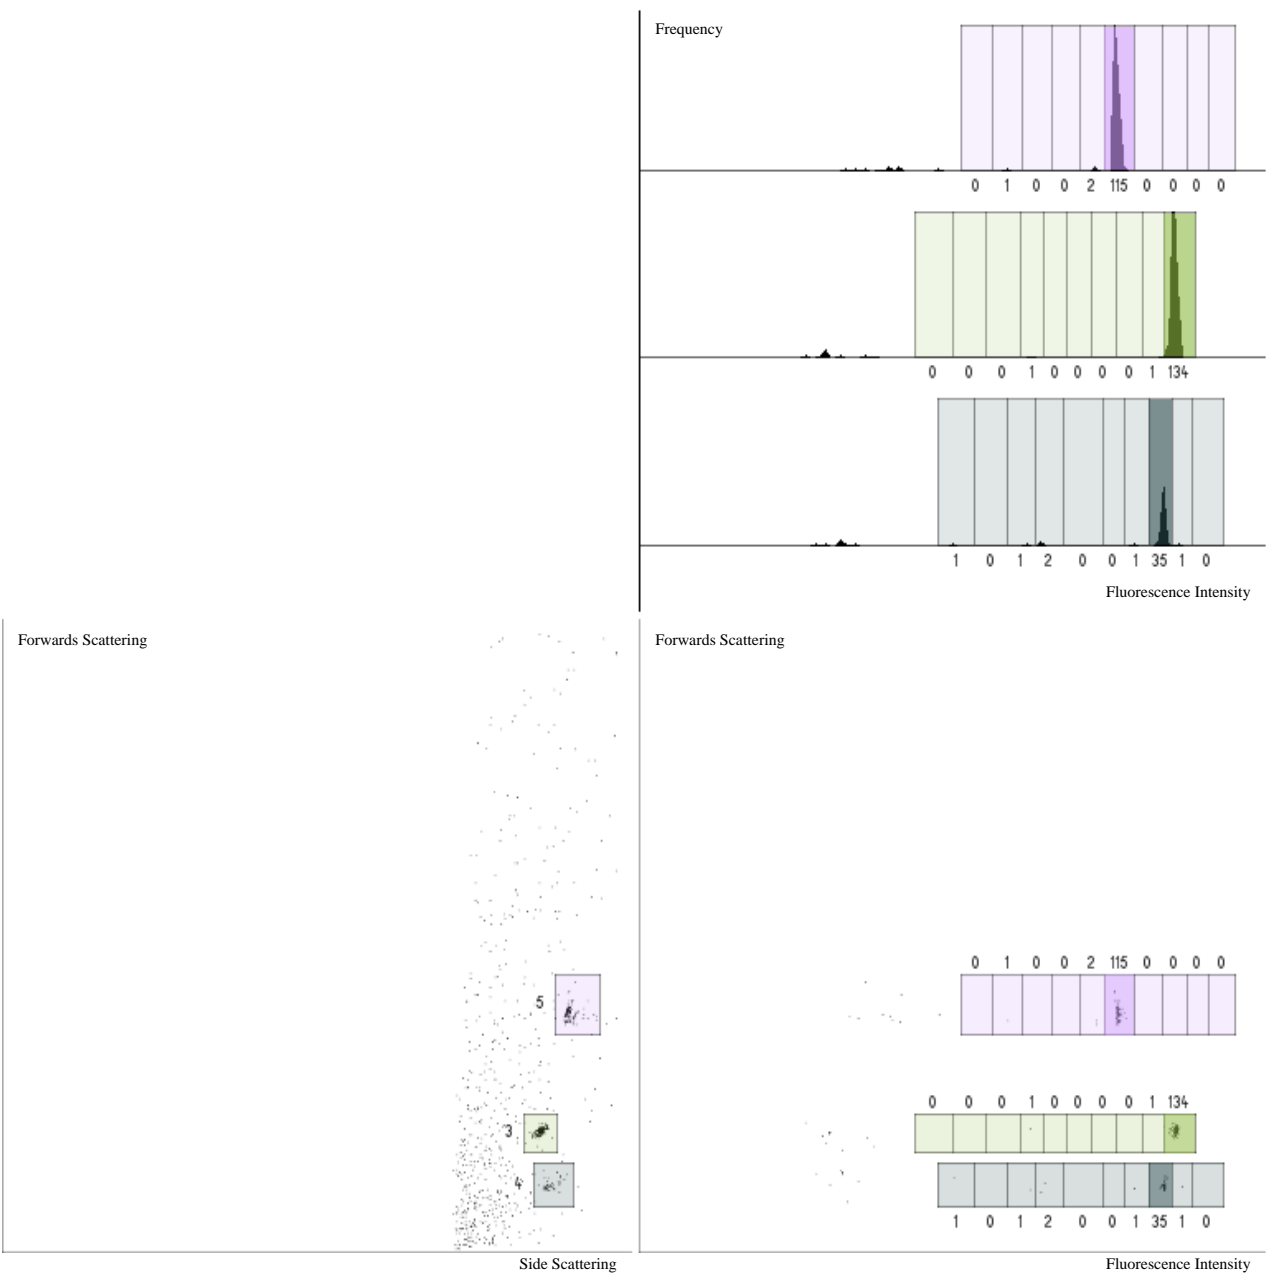 Frequency
0 1 0 0 2 115 0 0 0 0
0 0 0 1 0 0 0 0 1 134
1 0 1 2 0 0 1 35 1 0
Fluorescence Intensity
Forwards Scattering
Forwards Scattering
0 1 0 0 2 115 0 0 0 0
5
0 0 0 1 0 0 0 0 1 134
3
4
1 0 1 2 0 0 1 35 1 0
Side Scattering
Fluorescence Intensity